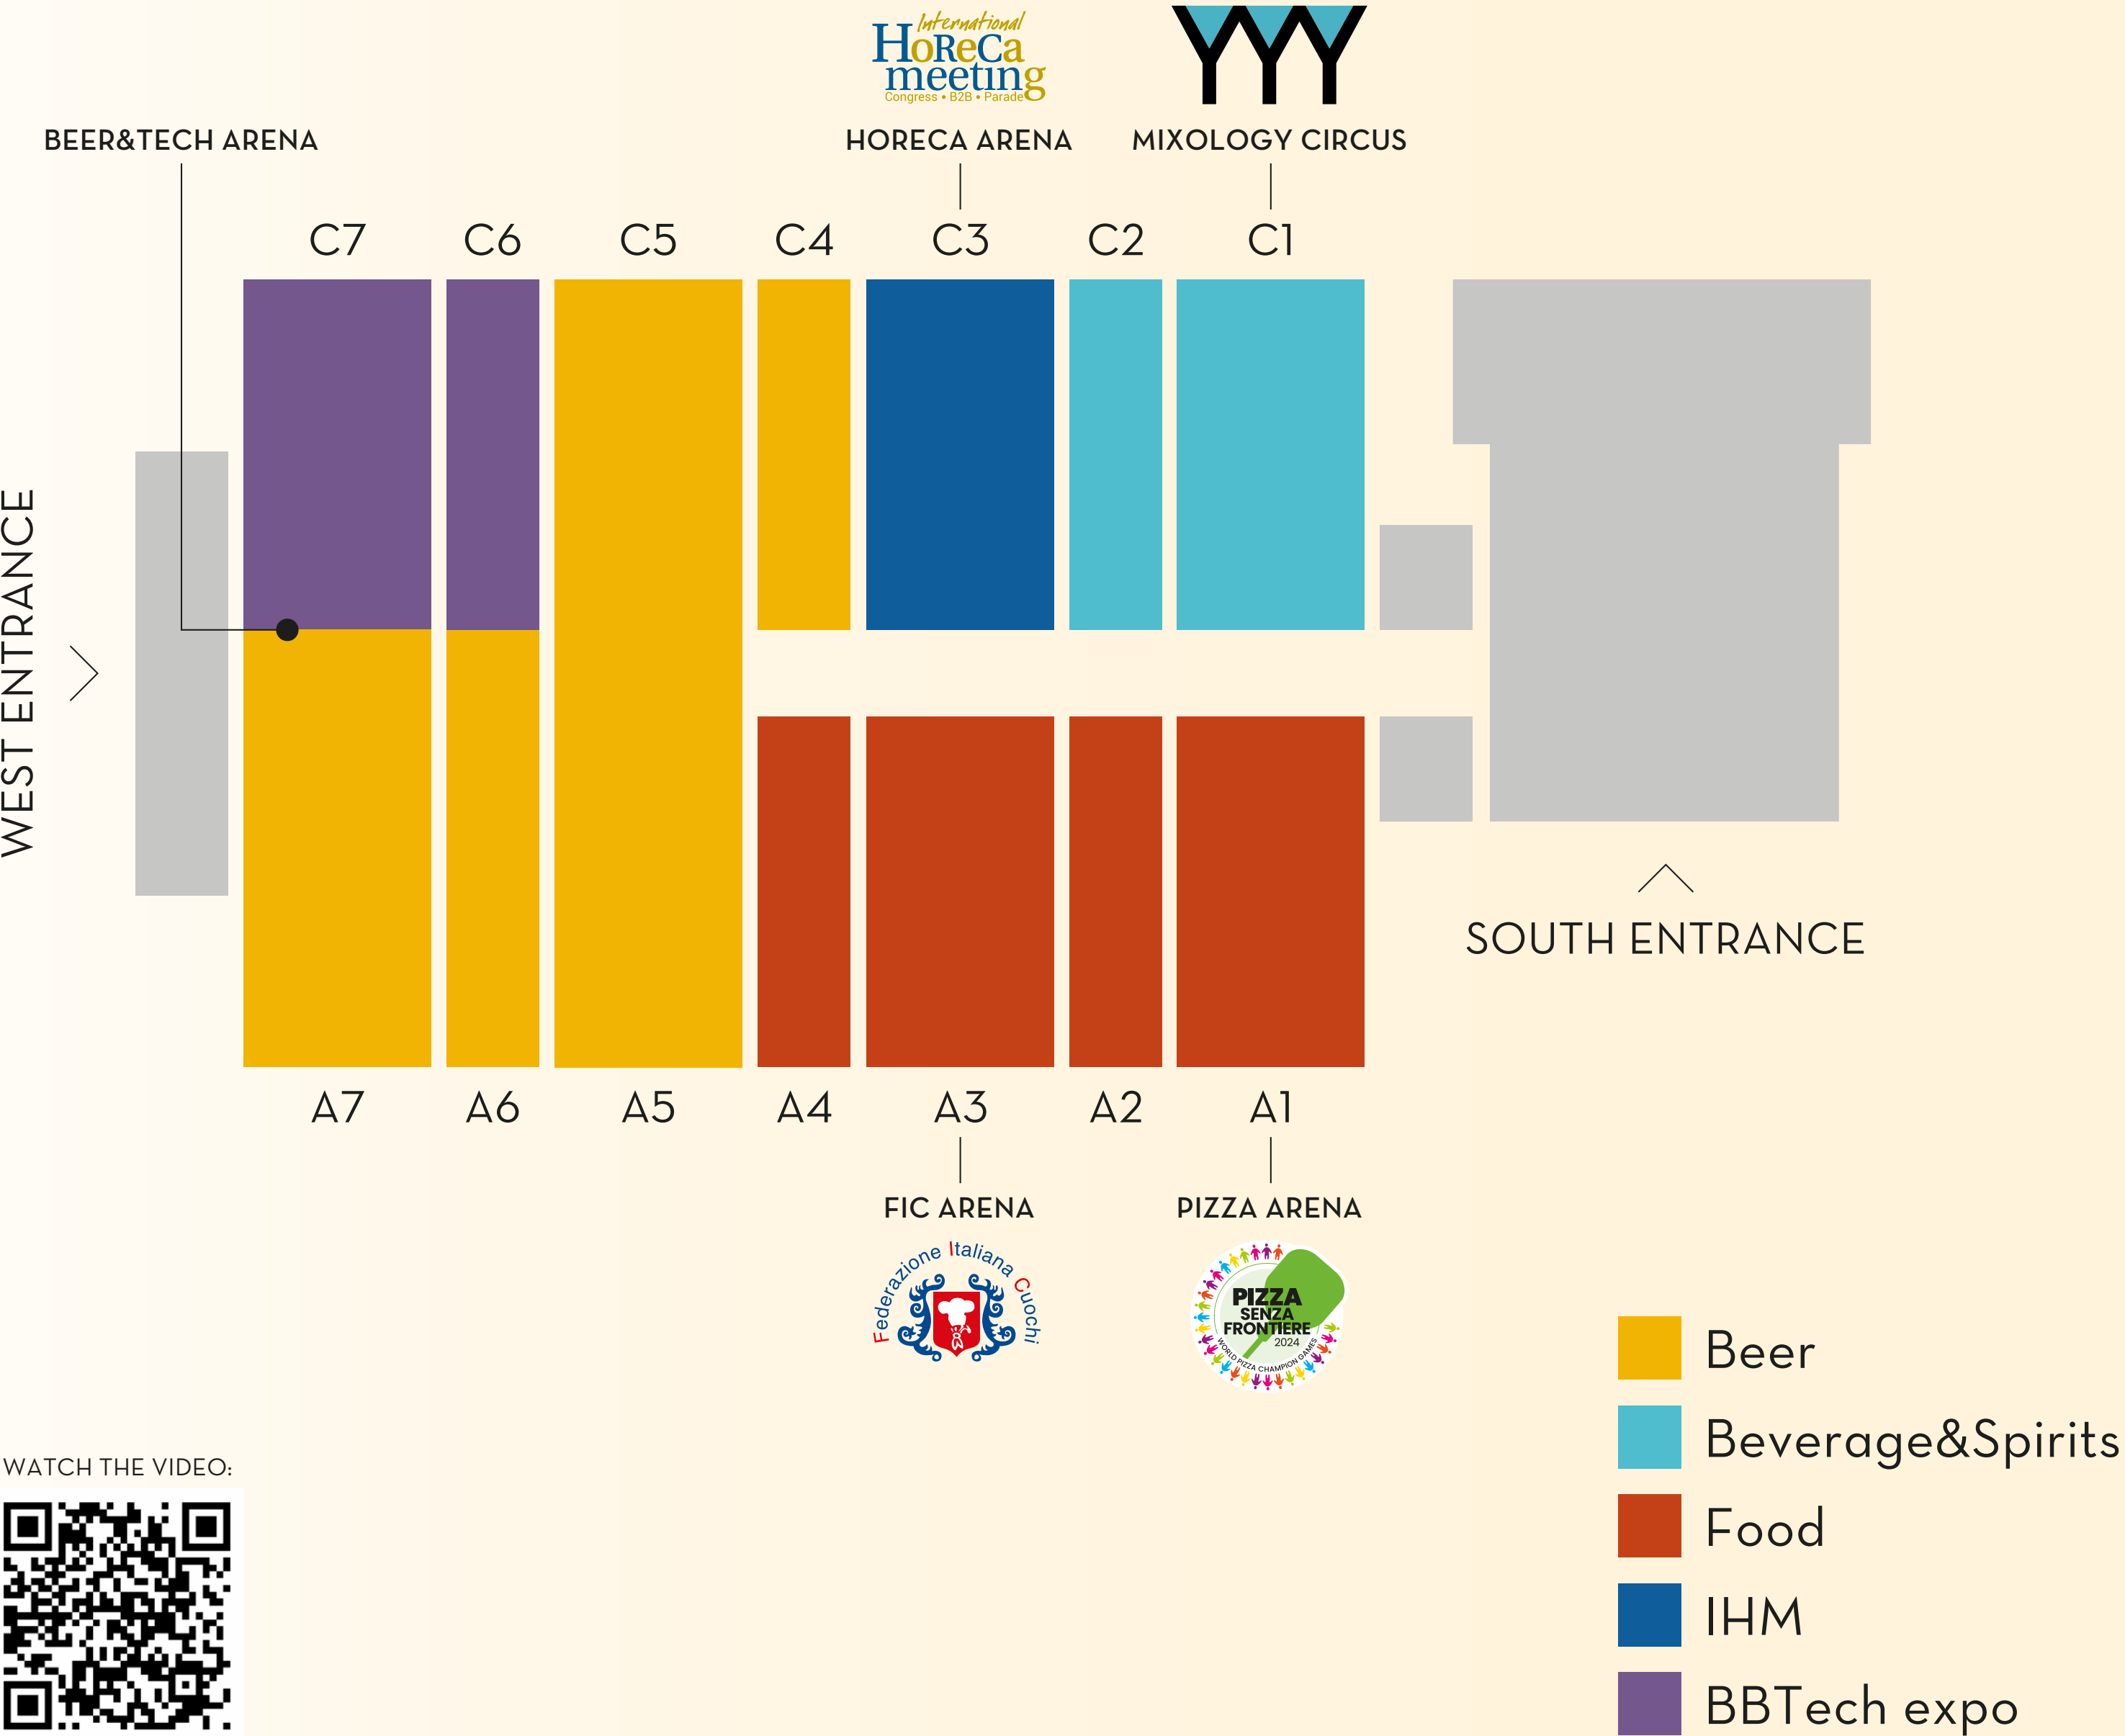 International
HoReCa
meeting
Congress • B2B • Parade
BEER&TECH ARENA
HORECA ARENA
MIXOLOGY CIRCUS
C7
C6
C5
C4
C3
C2
C1
WEST ENTRANCE
SOUTH ENTRANCE
A7
A6
A5
A4
A3
A2
A1
FIC ARENA
PIZZA ARENA
Federazione Italiana Cuochi
PIZZA
SENZA
FRONTIERE
2024
WORLD PIZZA CHAMPION GAMES
Beer
Beverage&Spirits
Food
IHM
BBTech expo
WATCH THE VIDEO: